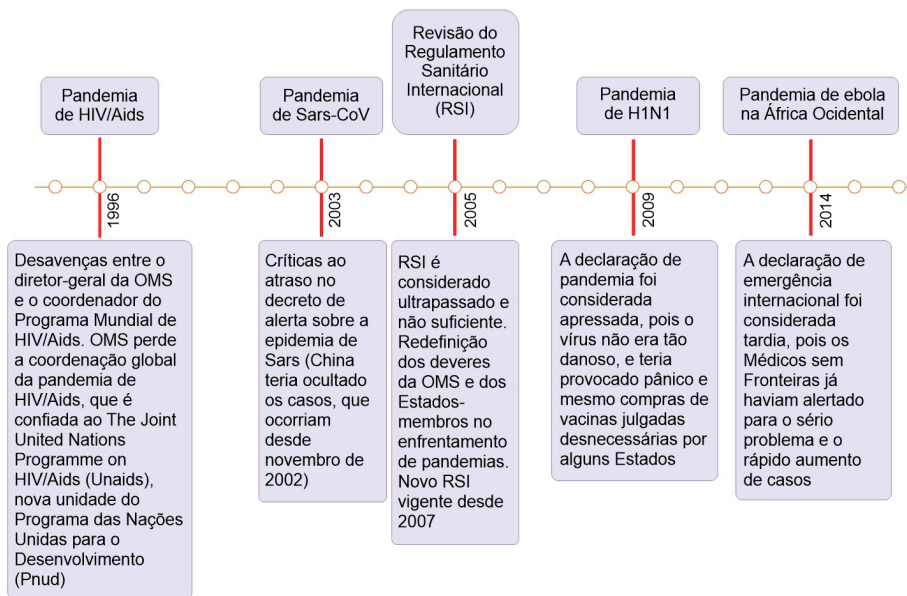 Pandemia
de HIV/Aids
1996
Desavenças entre o
diretor-geral da OMS
e o coordenador do
Programa Mundial de
HIV/Aids. OMS perde
a coordenação global
da pandemia de
HIV/Aids, que é
confiada ao The Joint
United Nations
Programme on
HIV/Aids (Unaids),
nova unidade do
Programa das Nações
Unidas para o
Desenvolvimento
(Pnud)
Pandemia
de Sars-CoV
2003
Críticas ao
atraso no
decreto de
alerta sobre a
epidemia de
Sars (China
teria ocultado
os casos, que
ocorriam
desde
novembro de
2002)
Revisão do
Regulamento
Sanitário
Internacional
(RSI)
2005
RSI é
considerado
ultrapassado e
não suficiente.
Redefinição
dos deveres
da OMS e dos
Estados-
membros no
enfrentamento
de pandemias.
Novo RSI
vigente desde
2007
Pandemia
de H1N1
2009
A declaração de
pandemia foi
considerada
apressada, pois o
vírus não era tão
danoso, e teria
provocado pânico e
mesmo compras de
vacinas julgadas
desnecessárias por
alguns Estados
Pandemia de ebola
na África Ocidental
2014
A declaração de
emergência
internacional foi
considerada
tardia, pois os
Médicos sem
Fronteiras já
haviam alertado
para o sério
problema e o
rápido aumento
de casos